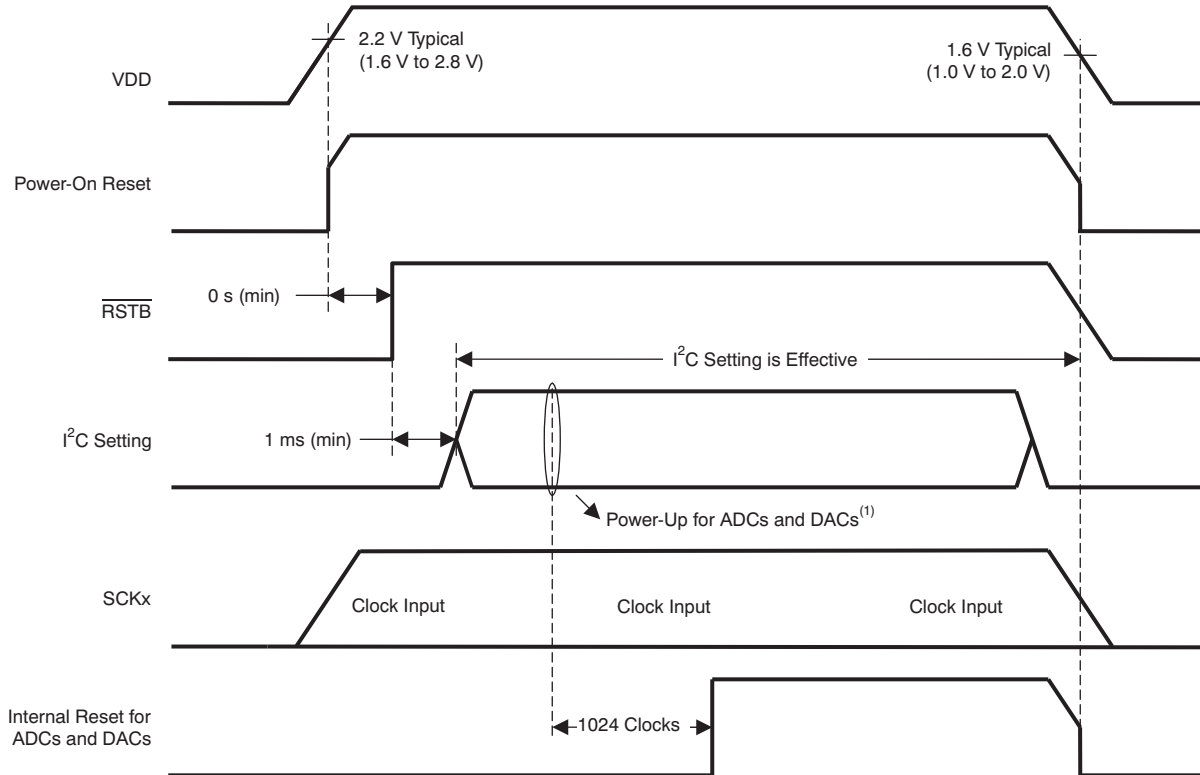 2.2 V Typical
(1.6 V to 2.8 V)
1.6 V Typical
(1.0 V to 2.0 V)
VDD
Power-On Reset
0 s (min)
RSTB
I²C Setting is Effective
I²C Setting
1 ms (min)
Power-Up for ADCs and DACs⁽¹⁾
SCKx
Clock Input
Clock Input
Clock Input
Internal Reset for
ADCs and DACs
1024 Clocks